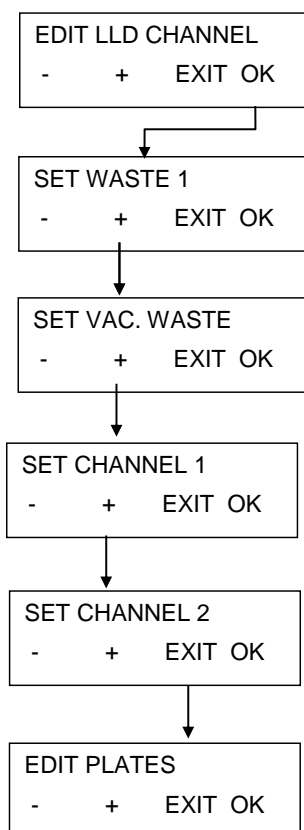 EDIT LLD CHANNEL
- + EXIT OK
SET WASTE 1
- + EXIT OK
SET VAC. WASTE
- + EXIT OK
SET CHANNEL 1
- + EXIT OK
SET CHANNEL 2
- + EXIT OK
EDIT PLATES
- + EXIT OK